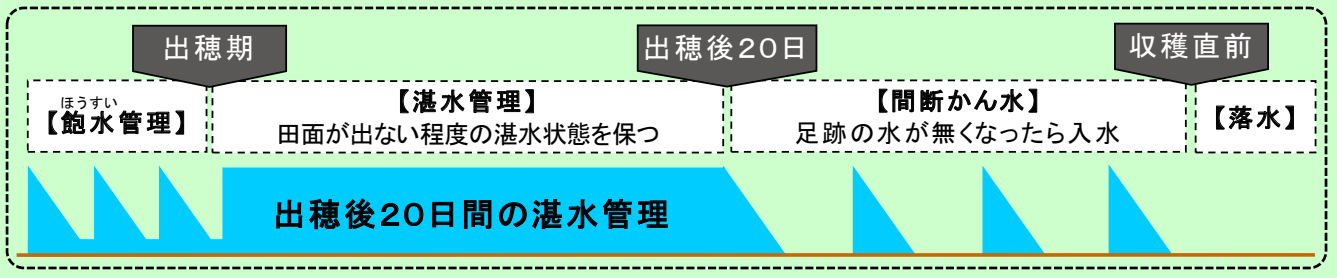 出穂期
出穂後20日
収穫直前
ほうすい
【飽水管理】
【湛水管理】
田面が出ない程度の湛水状態を保つ
【間断かん水】
足跡の水が無くなったら入水
【落水】
出穂後20日間の湛水管理